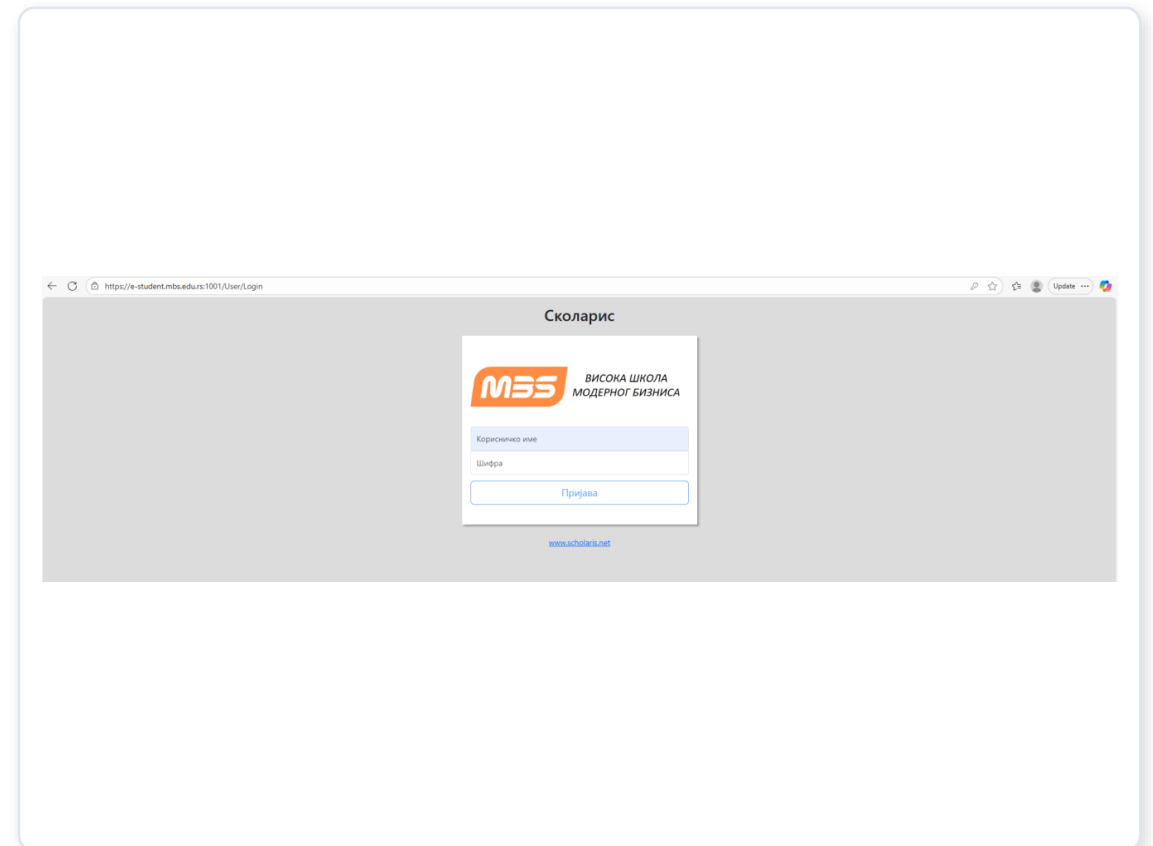 https://e-student.mbs.edu.rs:1001/User/Login
Update
Сколарис
MBS
ВИСОКА ШКОЛА
МОДЕРНОГ БИЗНИСА
Корисничко име
Шифра
Пријава
www.scholaris.net